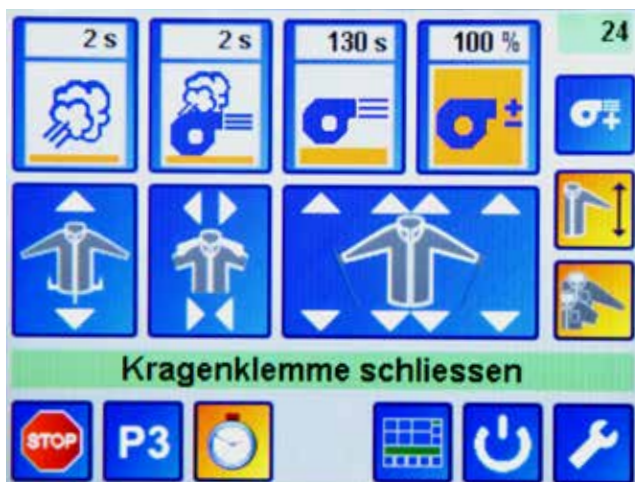 2 s
2 s
130 s
100 %
24
Kragenklemme schliessen
STOP
P3